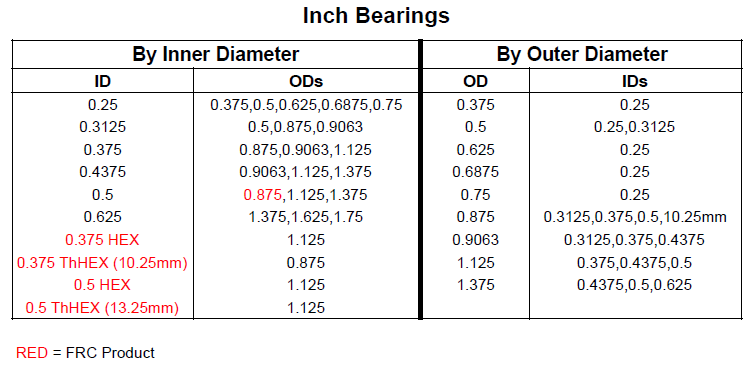 Inch Bearings
By Inner Diameter By Outer Diameter
ID ODs OD IDs
0.25 0.375,0.5,0.625,0.6875,0.75 0.375 0.25
0.3125 0.5,0.875,0.9063 0.5 0.25,0.3125
0.375 0.875,0.9063,1.125 0.625 0.25
0.4375 0.9063,1.125,1.375 0.6875 0.25
0.5 0.875,1.125,1.375 0.75 0.25
0.625 1.375,1.625,1.75 0.875 0.3125,0.375,0.5,10.25mm
0.375 HEX 1.125 0.9063 0.3125,0.375,0.4375
0.375 ThHEX (10.25mm) 0.875 1.125 0.375,0.4375,0.5
0.5 HEX 1.125 1.375 0.4375,0.5,0.625
0.5 ThHEX (13.25mm) 1.125
RED = FRC Product